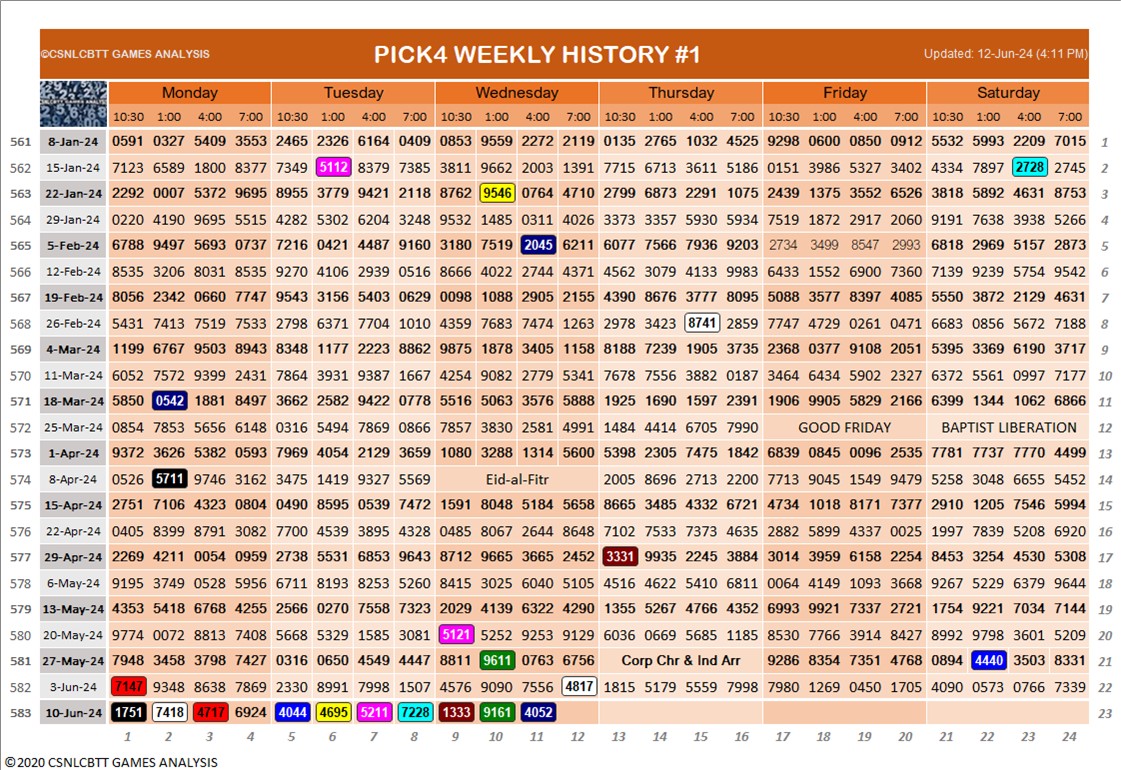 ©CSNLCBTT GAMES ANALYSIS PICK4 WEEKLY HISTORY #1 Updated: 12-Jun-24 (4:11 PM)
Monday Tuesday Wednesday Thursday Friday Saturday
10:30 1:00 4:00 7:00 10:30 1:00 4:00 7:00 10:30 1:00 4:00 7:00 10:30 1:00 4:00 7:00 10:30 1:00 4:00 7:00 10:30 1:00 4:00 7:00
561 8-Jan-24 0591 0327 5409 3553 2465 2326 6164 0409 0853 9559 2272 2119 0135 2765 1032 4525 9298 0600 0850 0912 5532 5993 2209 7015 1
562 15-Jan-24 7123 6589 1800 8377 7349 5112 8379 7385 3811 9662 2003 1391 7715 6713 3611 5186 0151 3986 5327 3402 4334 7897 2728 2745 2
563 22-Jan-24 2292 0007 5372 9695 8955 3779 9421 2118 8762 9546 0764 4710 2799 6873 2291 1075 2439 1375 3552 6526 3818 5892 4631 8753 3
564 29-Jan-24 0220 4190 9695 5515 4282 5302 6204 3248 9532 1485 0311 4026 3373 3357 5930 5934 7519 1872 2917 2060 9191 7638 3938 5266 4
565 5-Feb-24 6788 9497 5693 0737 7216 0421 4487 9160 3180 7519 2045 6211 6077 7566 7936 9203 2734 3499 8547 2993 6818 2969 5157 2873 5
566 12-Feb-24 8535 3206 8031 8535 9270 4106 2939 0516 8666 4022 2744 4371 4562 3079 4133 9983 6433 1552 6900 7360 7139 9239 5754 9542 6
567 19-Feb-24 8056 2342 0660 7747 9543 3156 5403 0629 0098 1088 2905 2155 4390 8676 3777 8095 5088 3577 8397 4085 5550 3872 2129 4631 7
568 26-Feb-24 5431 7413 7519 7533 2798 6371 7704 1010 4359 7683 7474 1263 2978 3423 8741 2859 7747 4729 0261 0471 6683 0856 5672 7188 8
569 4-Mar-24 1199 6767 9503 8943 8348 1177 2223 8862 9875 1878 3405 1158 8188 7239 1905 3735 2368 0377 9108 2051 5395 3369 6190 3717 9
570 11-Mar-24 6052 7572 9399 2431 7864 3931 9387 1667 4254 9082 2779 5341 7678 7556 3882 0187 3464 6434 5902 2327 6372 5561 0997 7177 10
571 18-Mar-24 5850 0542 1881 8497 3662 2582 9422 0778 5516 5063 3576 5888 1925 1690 1597 2391 1906 9905 5829 2166 6399 1344 1062 6866 11
572 25-Mar-24 0854 7853 5656 6148 0316 5494 7869 0866 7857 3830 2581 4991 1484 4414 6705 7990 GOOD FRIDAY BAPTIST LIBERATION 12
573 1-Apr-24 9372 3626 5382 0593 7969 4054 2129 3659 1080 3288 1314 5600 5398 2305 7475 1842 6839 0845 0096 2535 7781 7737 7770 4499 13
574 8-Apr-24 0526 5711 9746 3162 3475 1419 9327 5569 Eid-al-Fitr 2005 8696 2713 2200 7713 9045 1549 9479 5258 3048 6655 5452 14
575 15-Apr-24 2751 7106 4323 0804 0490 8595 0539 7472 1591 8048 5184 5658 8665 3485 4332 6721 4734 1018 8171 7377 2910 1205 7546 5994 15
576 22-Apr-24 0405 8399 8791 3082 7700 4539 3895 4328 0485 8067 2644 8648 7102 7533 7373 4635 2882 5899 4337 0025 1997 7839 5208 6920 16
577 29-Apr-24 2269 4211 0054 0959 2738 5531 6853 9643 8712 9665 3665 2452 3331 9935 2245 3884 3014 3959 6158 2254 8453 3254 4530 3108 17
578 6-May-24 9195 3749 0528 5956 6711 8193 8253 5260 8415 3025 6040 5105 4516 4622 5410 6811 0064 4149 1093 3668 9267 5229 6379 9644 18
579 13-May-24 4353 5418 6768 4255 2566 0270 7558 7323 2029 4139 6322 4290 1355 5267 4766 4352 6993 9921 7337 2721 1754 9221 7034 7144 19
580 20-May-24 9774 0072 8813 7408 5668 5329 1585 3081 5121 5252 9253 9129 6036 0669 5685 1185 8530 7766 3914 8427 8992 9798 3601 5209 20
581 27-May-24 7948 3458 3798 7427 0316 0650 4549 4447 8811 9611 0763 6756 Corp Chr & Ind Arr 9286 8354 7351 4768 0894 4440 3503 8331 21
582 3-Jun-24 7147 9348 8638 7869 2330 8991 7998 1507 4576 9090 7556 4817 1815 5179 5559 7998 7980 1269 0450 1705 4090 0573 0766 7339 22
583 10-Jun-24 1751 7418 4717 6924 4044 4695 5211 7228 1333 9161 4052 23
1 2 3 4 5 6 7 8 9 10 11 12 13 14 15 16 17 18 19 20 21 22 23 24
©2020 CSNLCBTT GAMES ANALYSIS